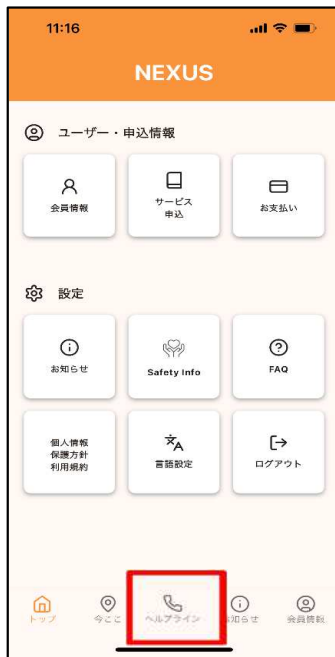 11:16
NEXUS
ユーザー・申込情報
会員情報
サービス
申込
お支払い
設定
お知らせ
Safety Info
FAQ
個人情報
保護方針
利用規約
言語設定
ログアウト
トップ
今ここ
ヘルプライン
お知らせ
会員情報